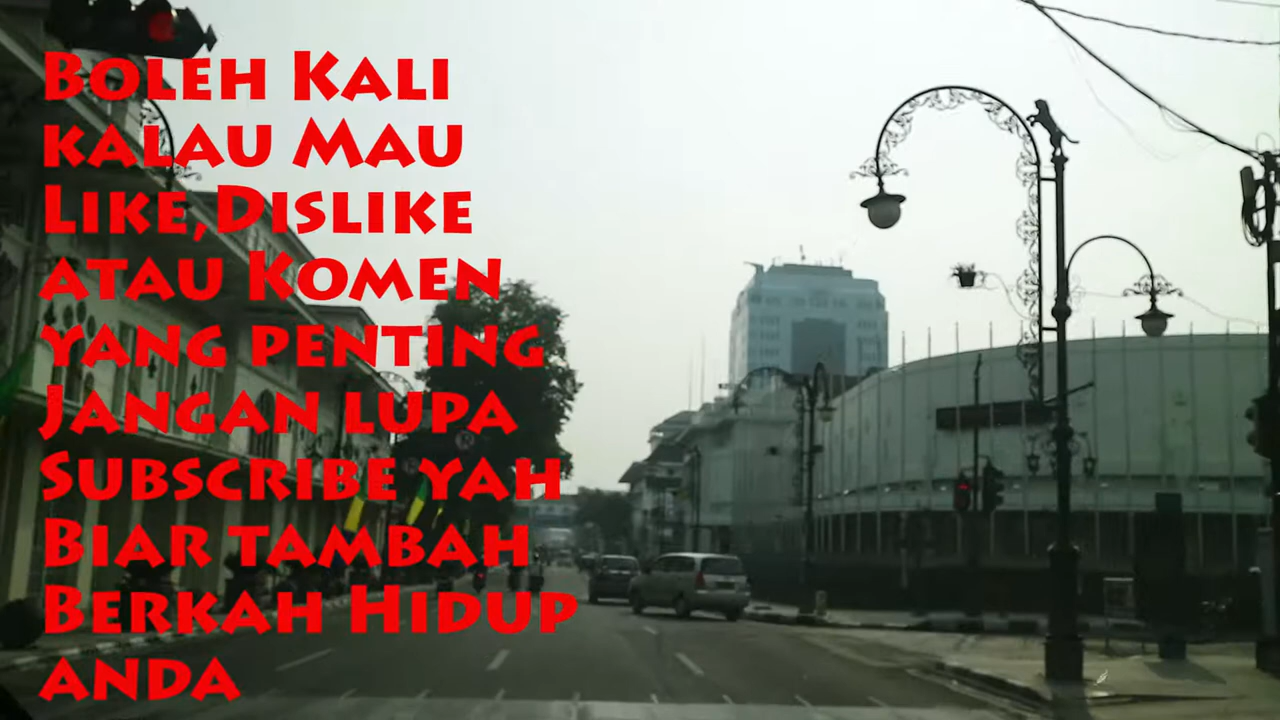 Boleh Kali
kalau Mau
Like,Dislike
atau Komen
yang penting
Jangan lupa
Subscribe yah
Biar tambah
Berkah Hidup
anda